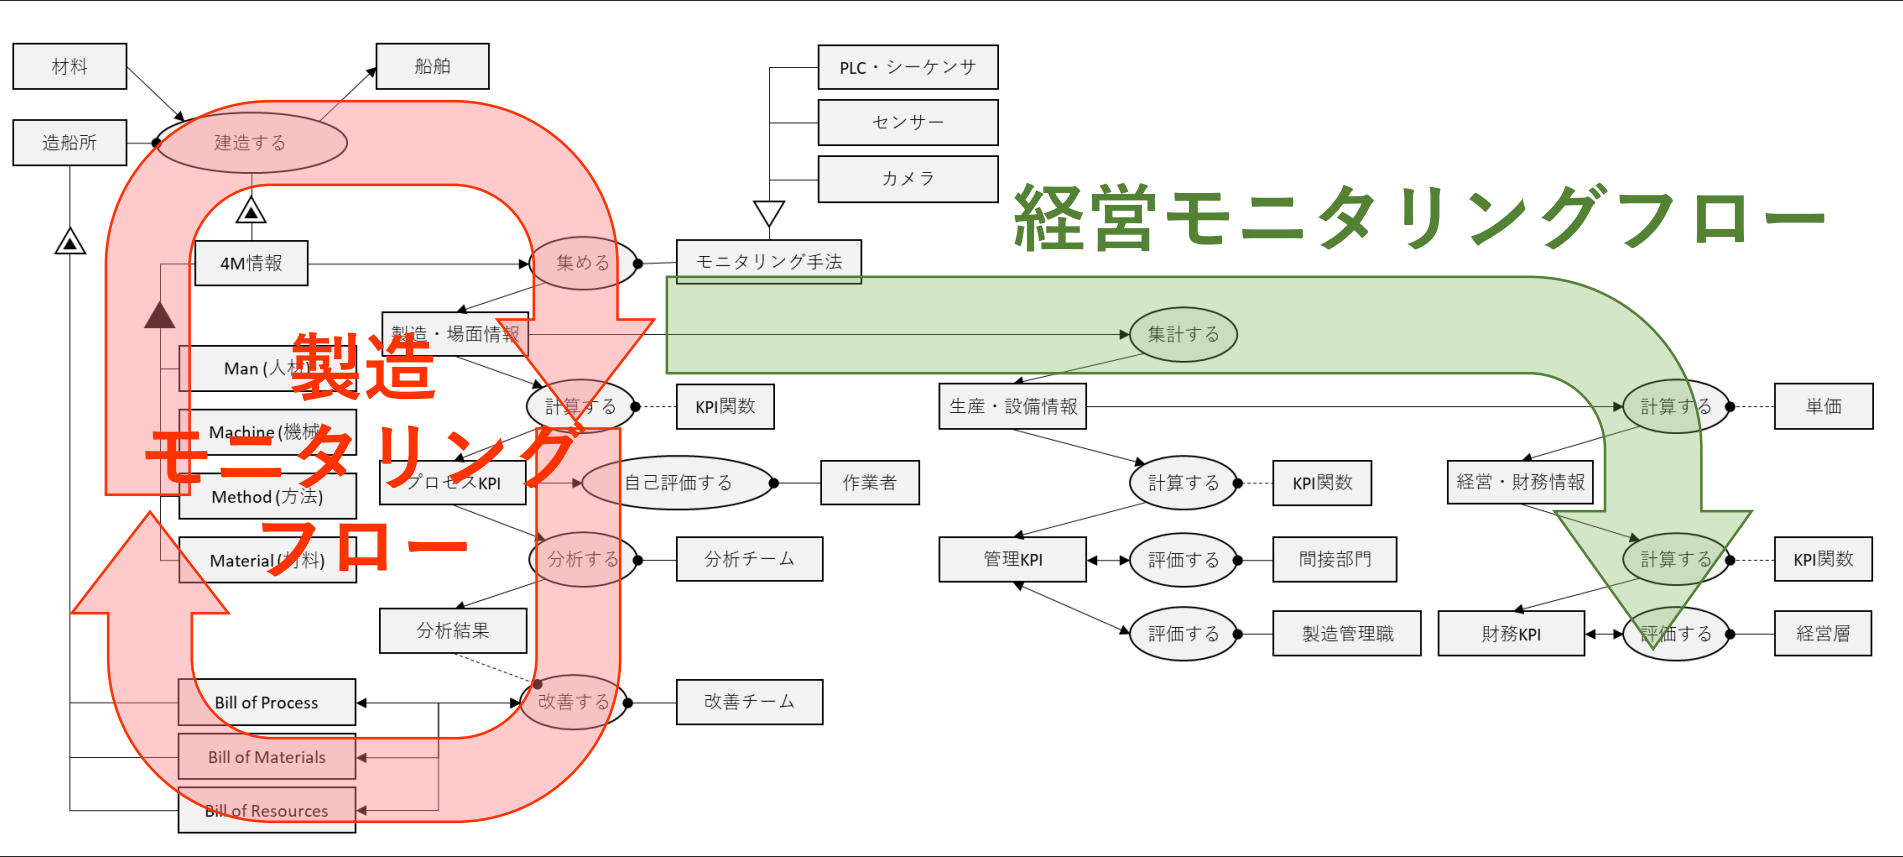 材料
船舶
PLC・シーケンサ
センサー
カメラ
造船所
建造する
経営モニタリングフロー
4M情報
集める
モニタリング手法
製造・場面情報
集計する
製造
モニタリング
フロー
Man (人材)
Machine (機械)
Method (方法)
Material (材料)
計算する
KPI関数
生産・設備情報
計算する
単価
プロセスKPI
自己評価する
作業者
計算する
KPI関数
経営・財務情報
分析する
分析チーム
管理KPI
評価する
間接部門
計算する
KPI関数
分析結果
評価する
製造管理職
財務KPI
評価する
経営層
Bill of Process
改善する
改善チーム
Bill of Materials
Bill of Resources